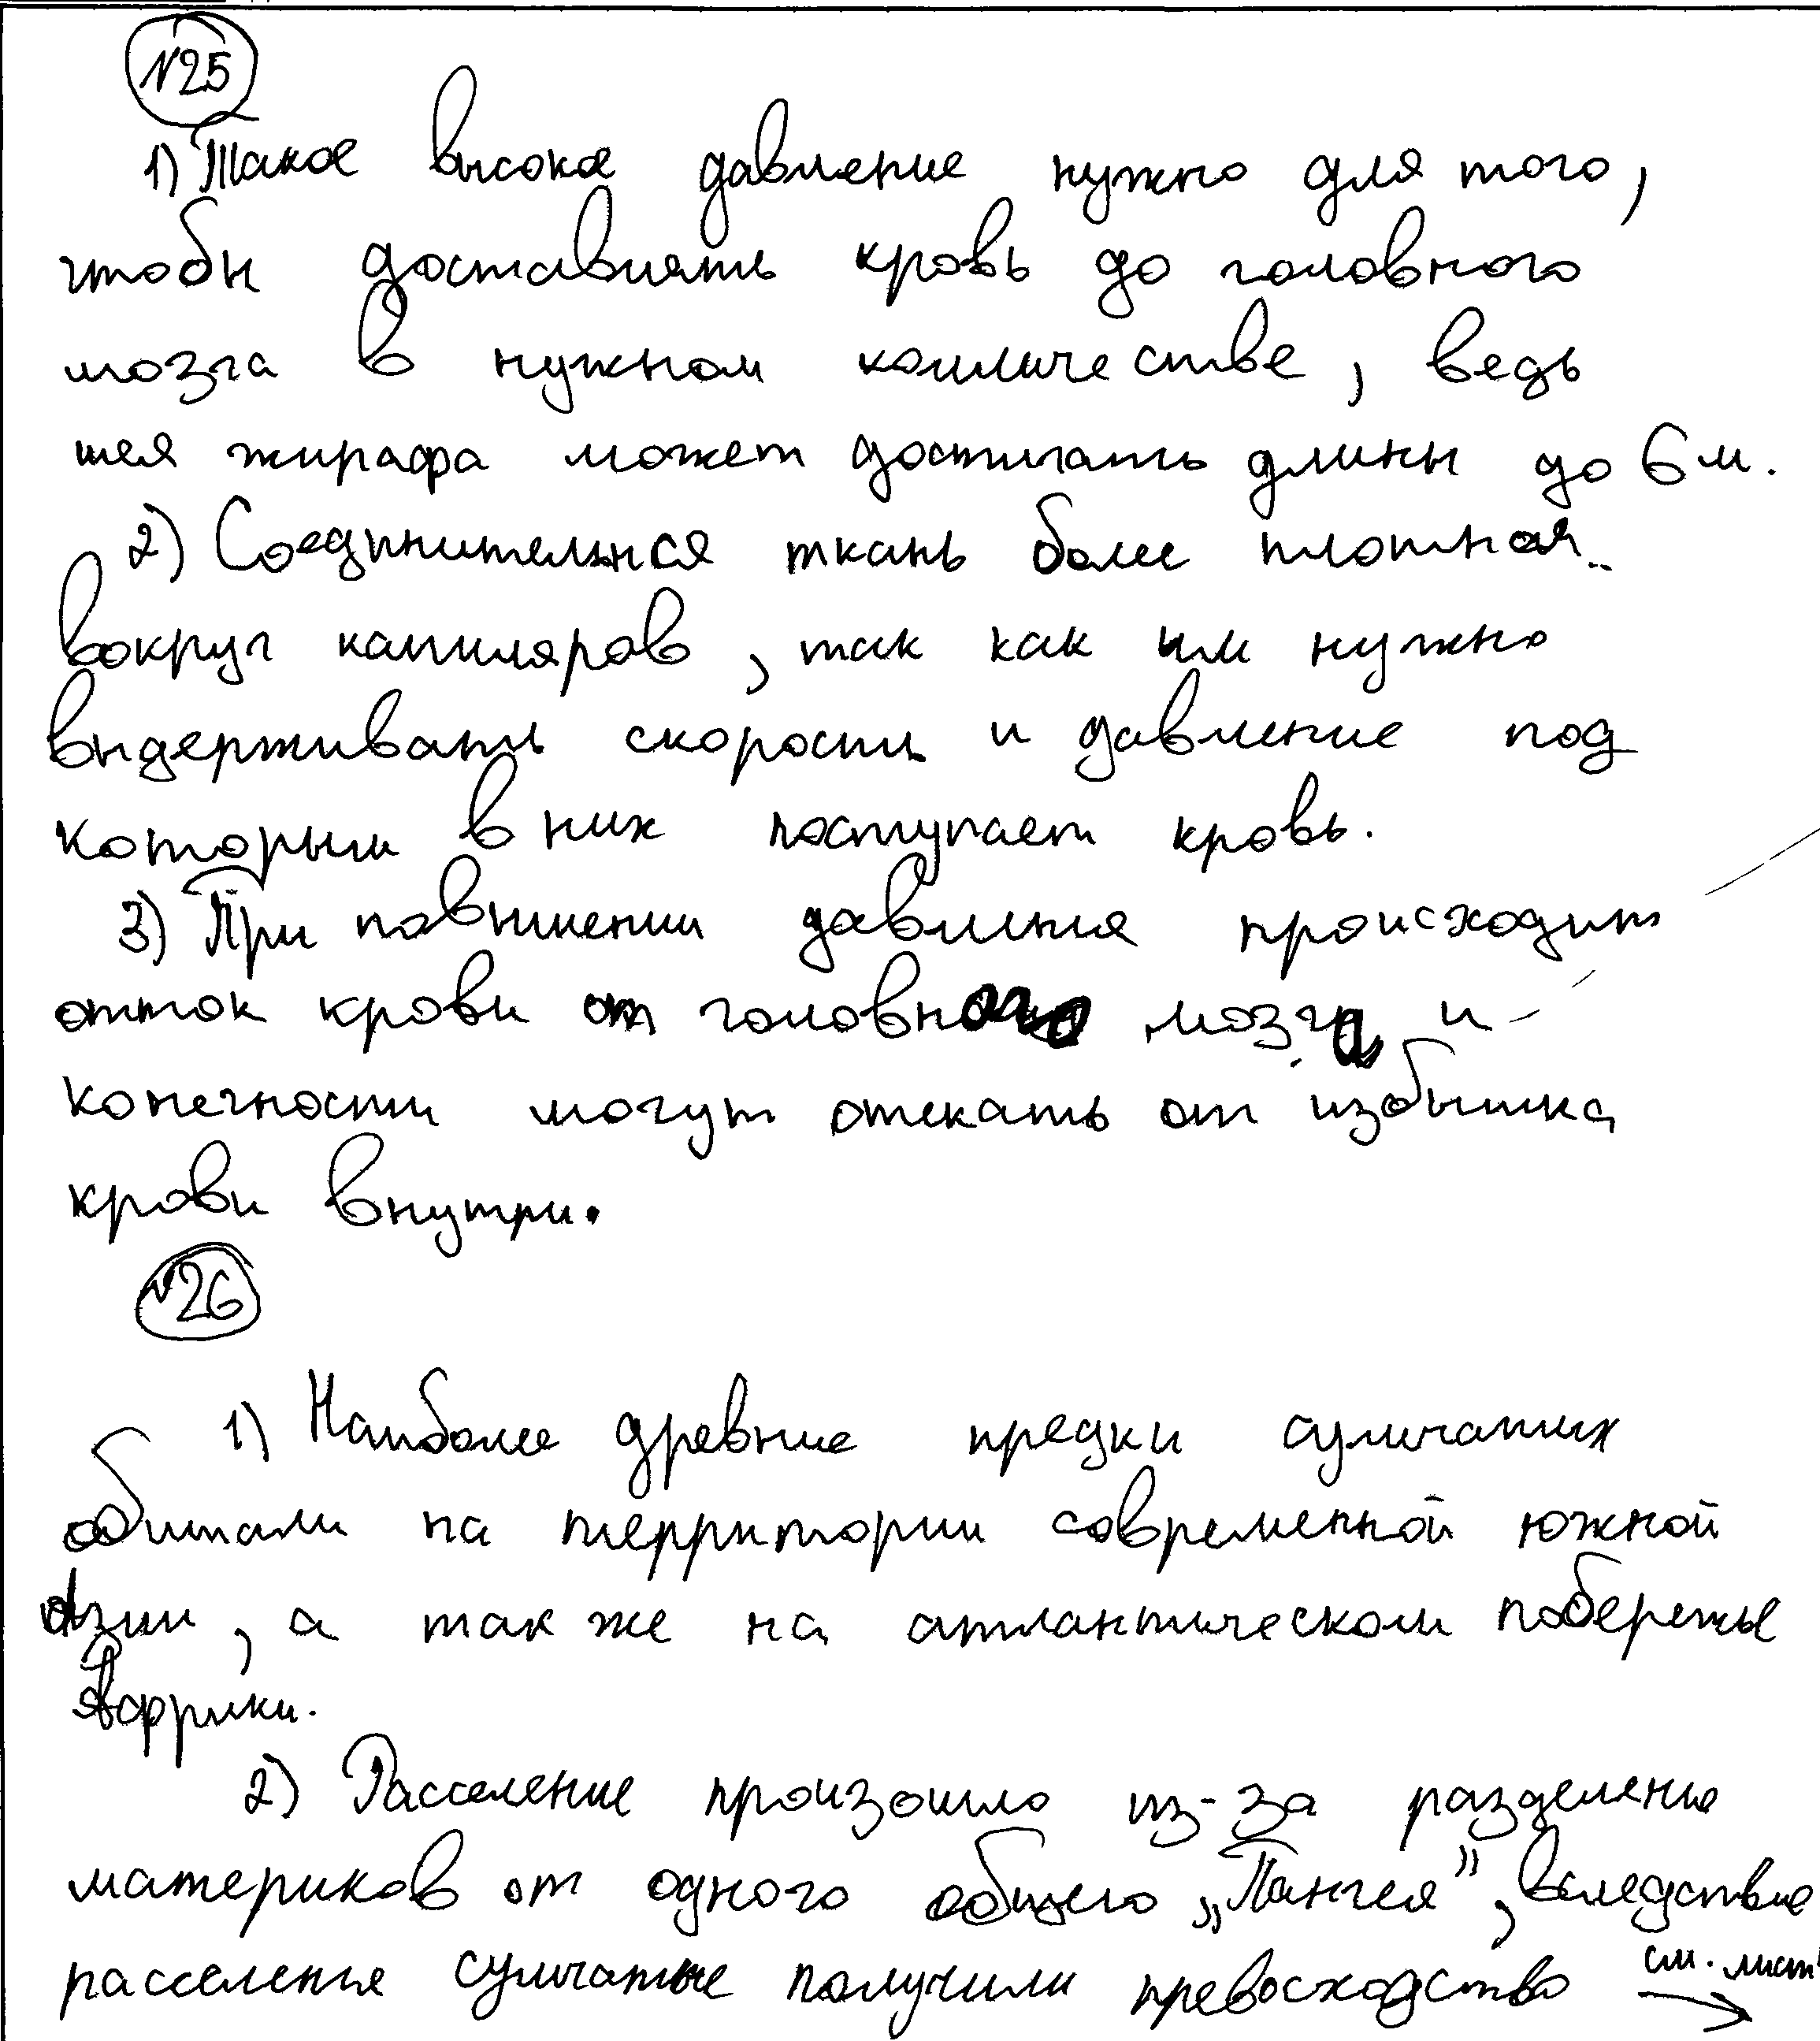 №25
1) Такое высокое давление нужно для того,
чтобы доставлять кровь до головного
мозга в нужном колличестве, ведь
шея жирафа может достигать длины до 6 м.
2) Соединительная ткань более плотная
вокруг капиляров, так как им нужно
выдерживать скорость и давление под
которым в них поступает кровь.
3) При повышении давления происходит
отток крови от головного мозга и
конечности могут отекать от избытка
крови внутри.
№26
1) Наиболее древние предки сумчатых
обитали на территории современной южной
Азии, а так же на атлантическом побережье
Африки.
2) Расселение произошло из-за разделения
материков от одного общего „Пангея”, вследствие
расселения сумчатые получили превосходство см. лист